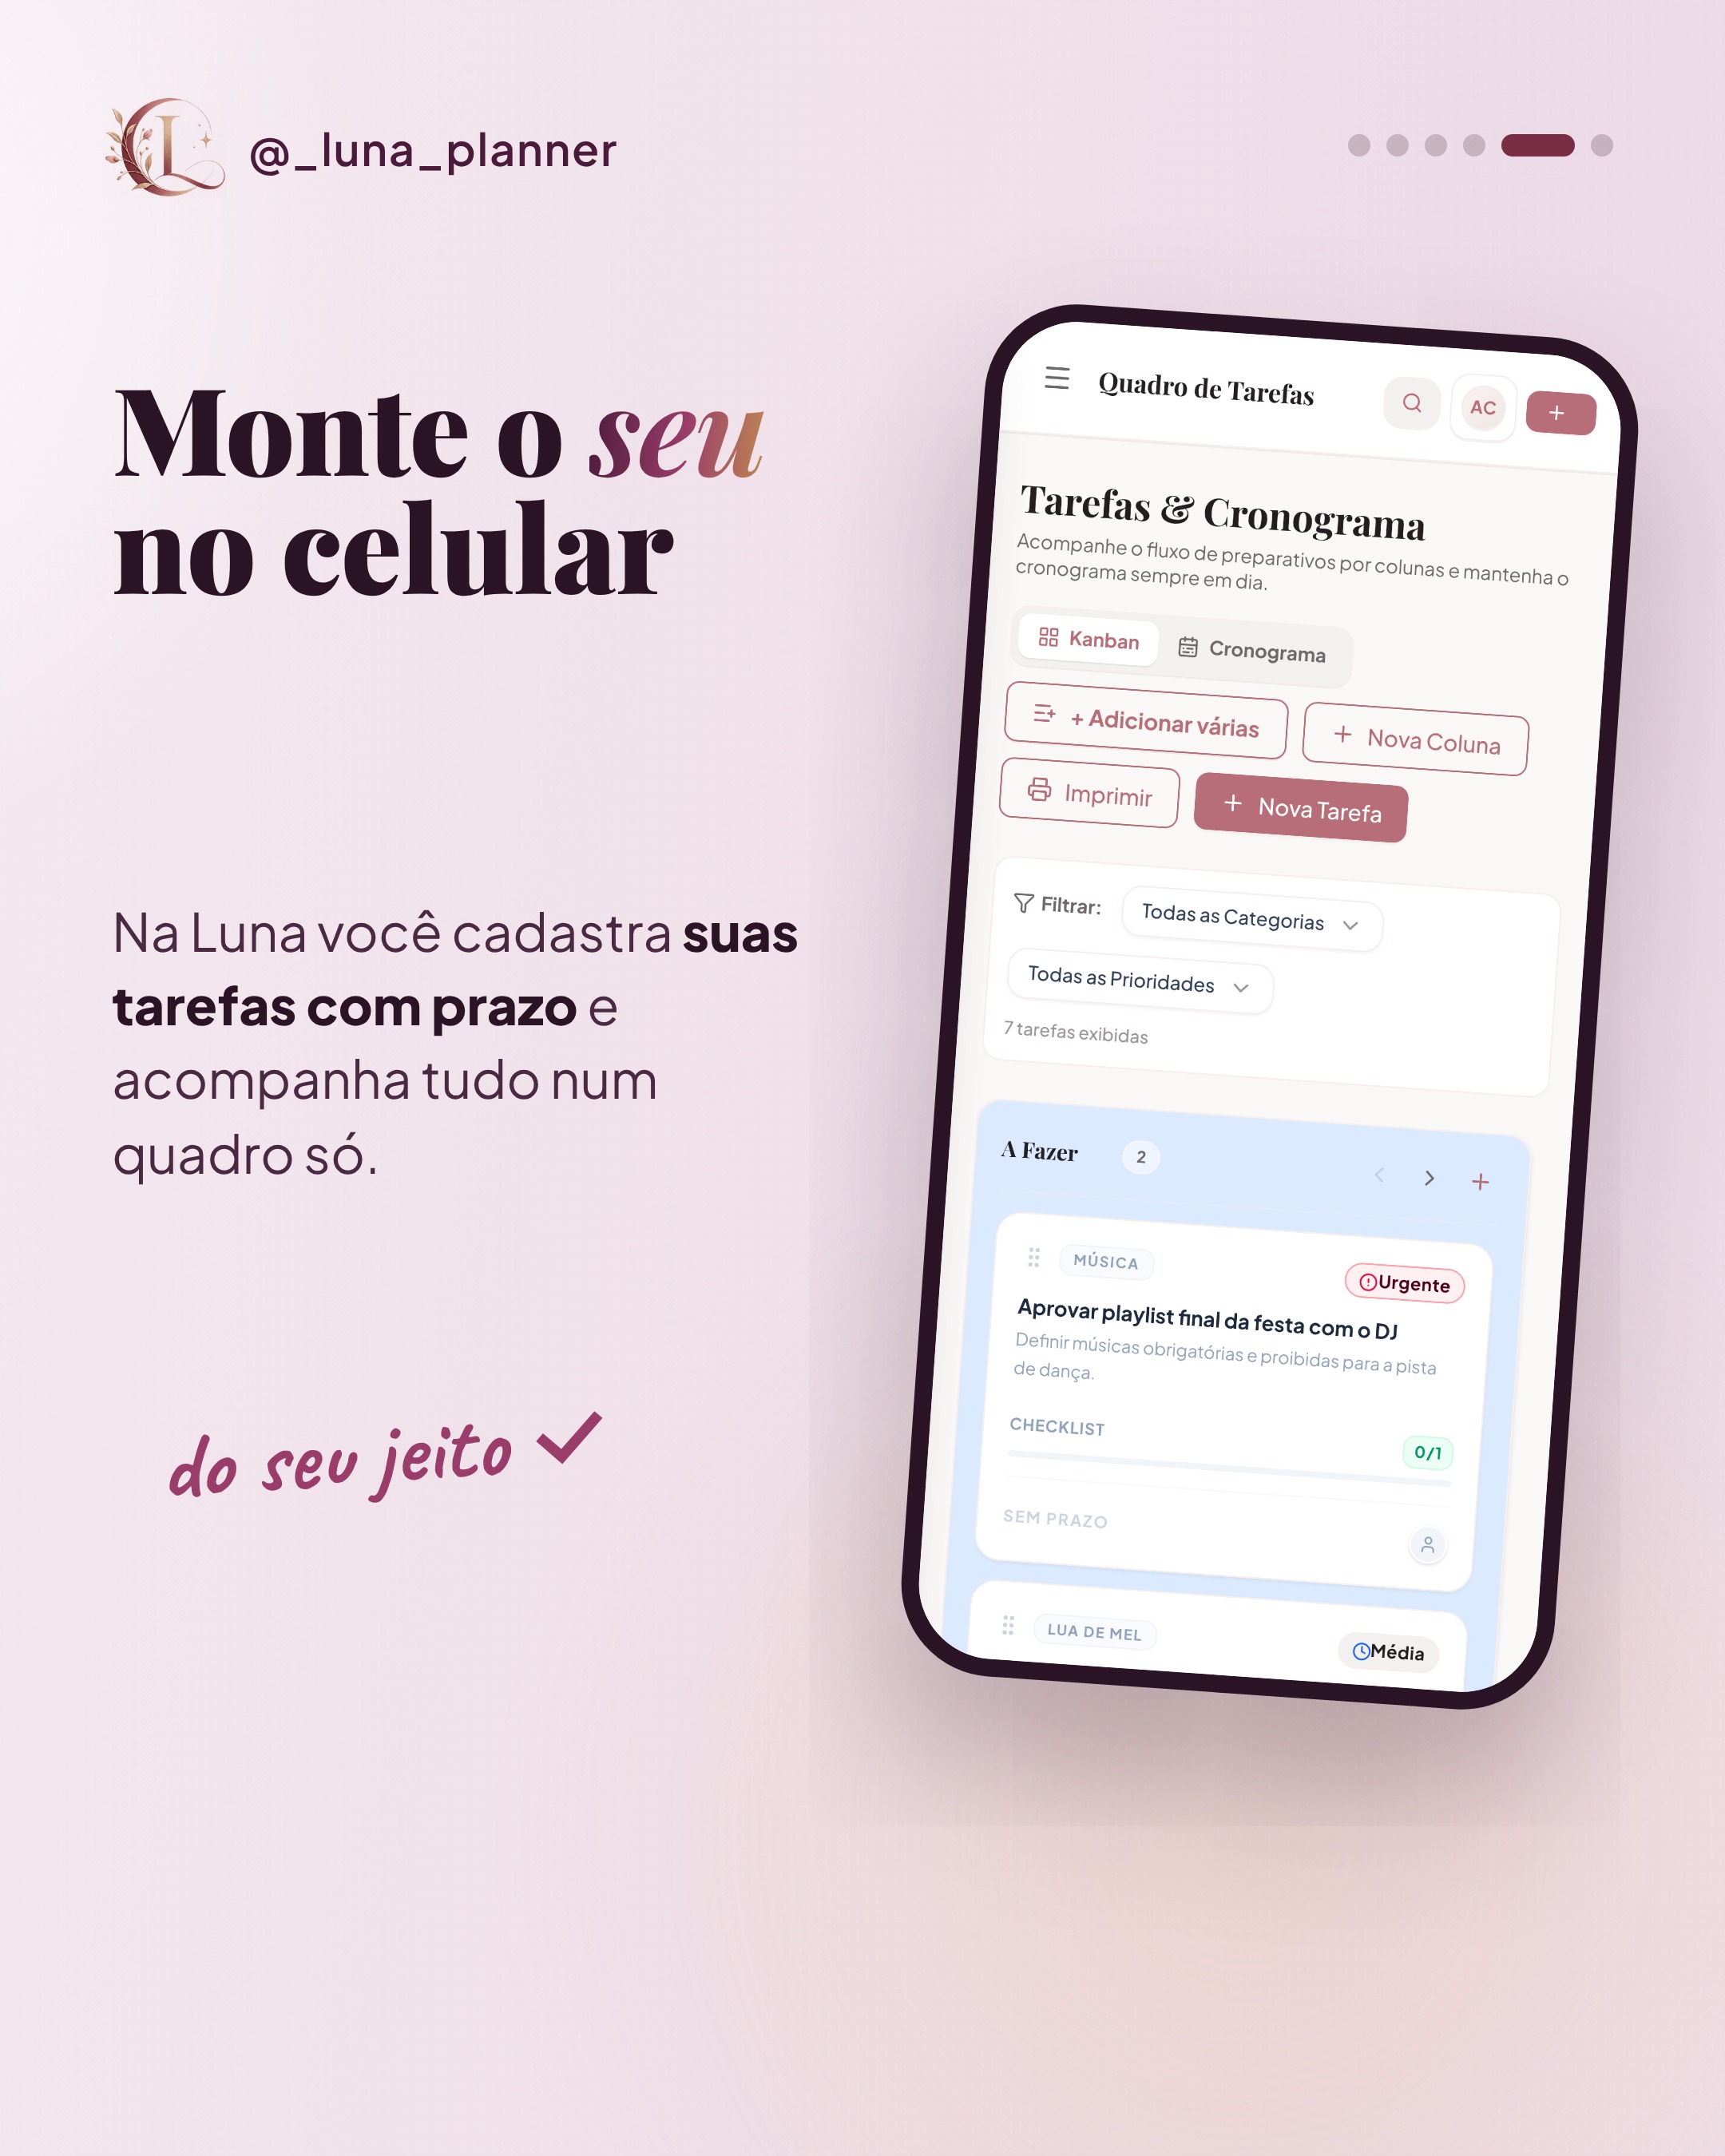 L
@_luna_planner
Monte o seu
no celular
Na Luna você cadastra suas
tarefas com prazo e
acompanha tudo num
quadro só.
do seu jeito
Quadro de Tarefas
AC
+
Tarefas & Cronograma
Acompanhe o fluxo de preparativos por colunas e mantenha o
cronograma sempre em dia.
Kanban
Cronograma
+ Adicionar várias
+ Nova Coluna
Imprimir
+ Nova Tarefa
Filtrar:
Todas as Categorias
Todas as Prioridades
7 tarefas exibidas
A Fazer
2
+
MÚSICA
Urgente
Aprovar playlist final da festa com o DJ
Definir músicas obrigatórias e proibidas para a pista
de dança.
CHECKLIST
0/1
SEM PRAZO
LUA DE MEL
Média